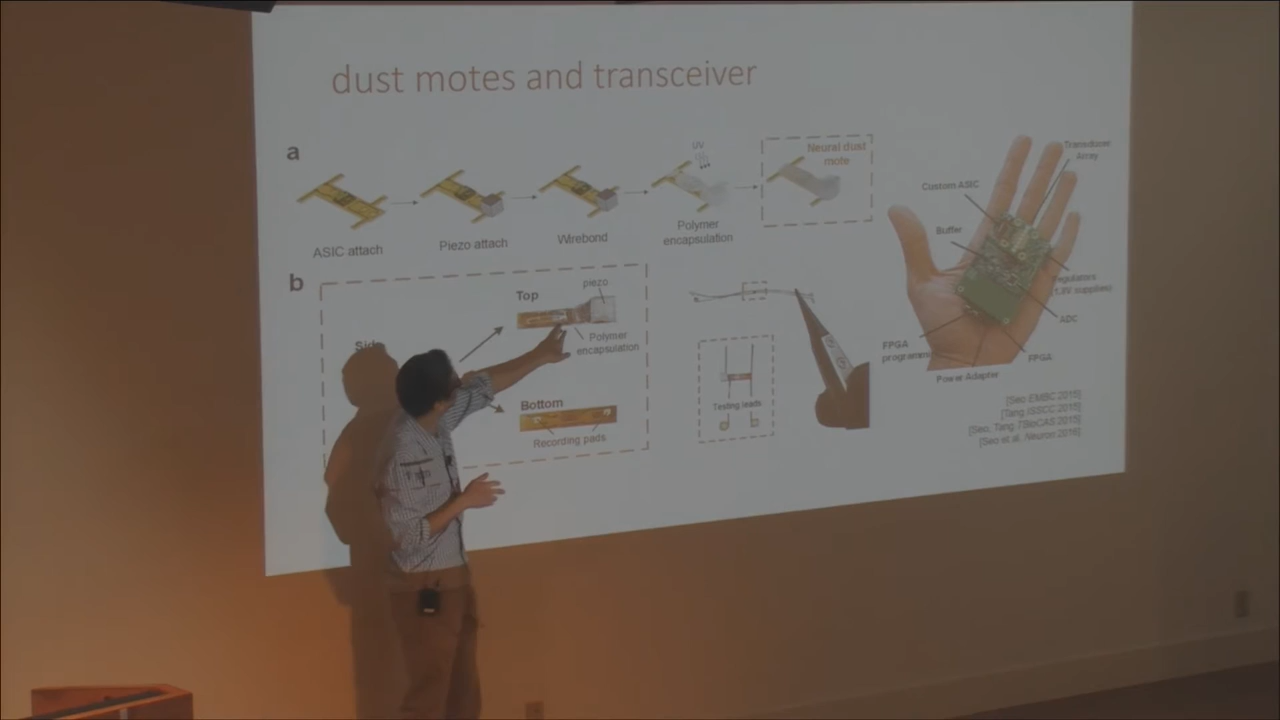 dust motes and transceiver
a
UV
Neural dust
mote
ASIC attach
Piezo attach
Wirebond
Polymer
encapsulation
b
Top
piezo
Polymer
encapsulation
Side
Bottom
Recording pads
Testing leads
Transducer
Array
Custom ASIC
Buffer
Regulators
(1.8V supplies)
ADC
FPGA
programm
FPGA
Power Adapter
[Seo EMBC 2015]
[Tang ISSCC 2015]
[Seo, Tang TBioCAS 2015]
[Seo et al. Neuron 2016]